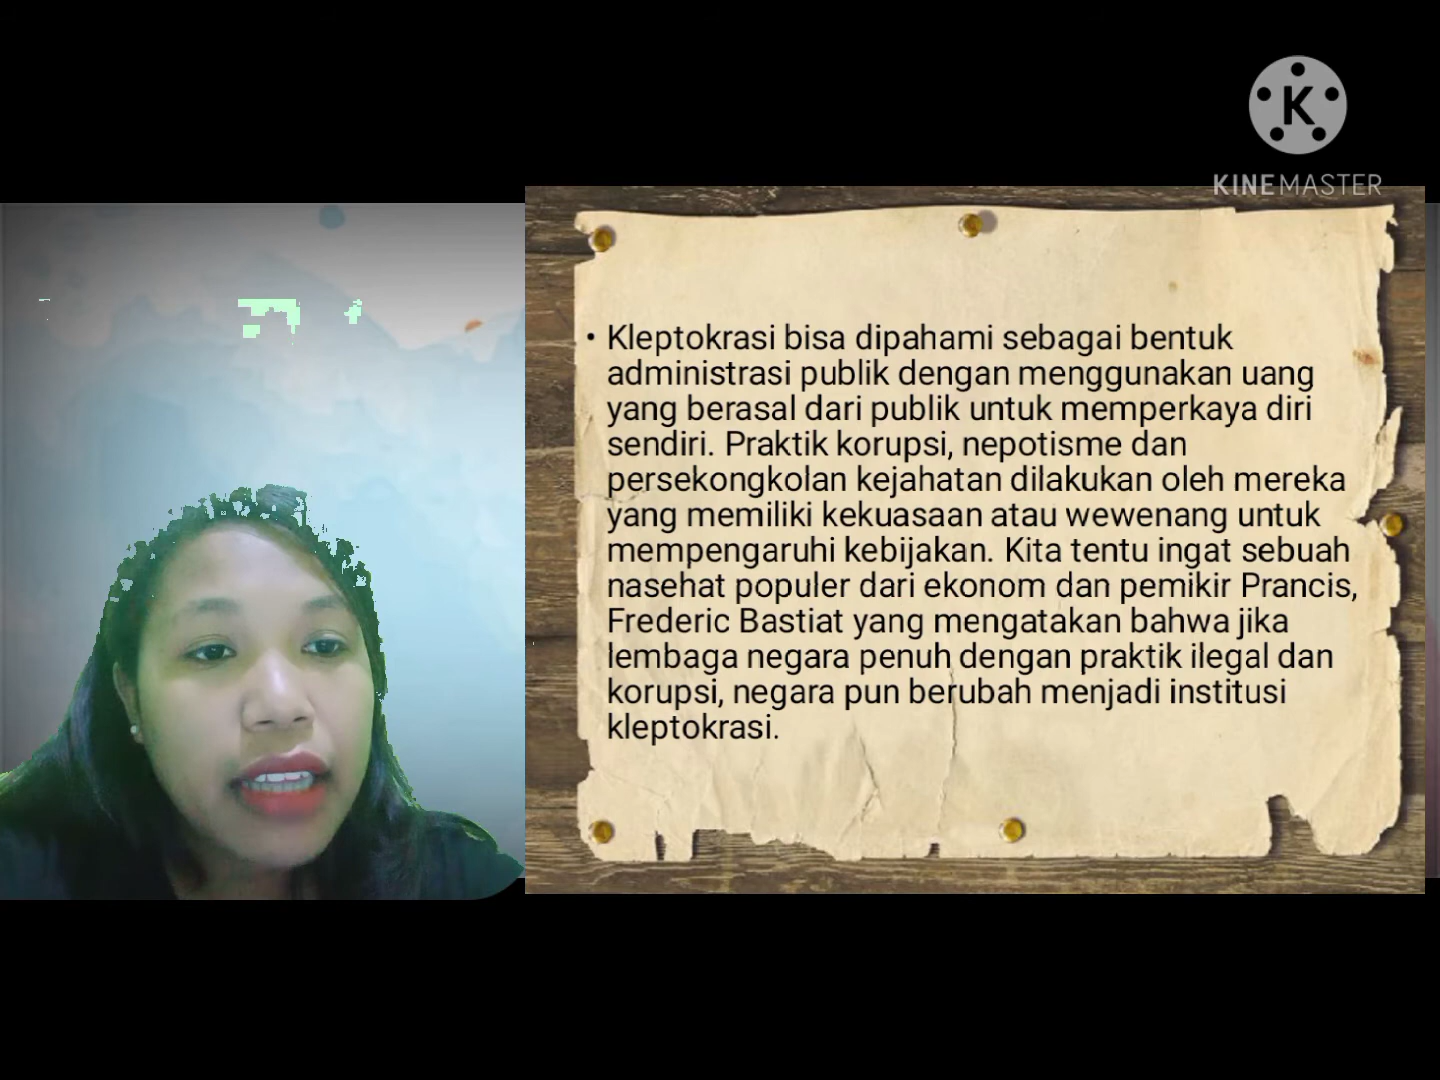 K
KINEMASTER
• Kleptokrasi bisa dipahami sebagai bentuk
administrasi publik dengan menggunakan uang
yang berasal dari publik untuk memperkaya diri
sendiri. Praktik korupsi, nepotisme dan
persekongkolan kejahatan dilakukan oleh mereka
yang memiliki kekuasaan atau wewenang untuk
mempengaruhi kebijakan. Kita tentu ingat sebuah
nasehat populer dari ekonom dan pemikir Prancis,
Frederic Bastiat yang mengatakan bahwa jika
lembaga negara penuh dengan praktik ilegal dan
korupsi, negara pun berubah menjadi institusi
kleptokrasi.